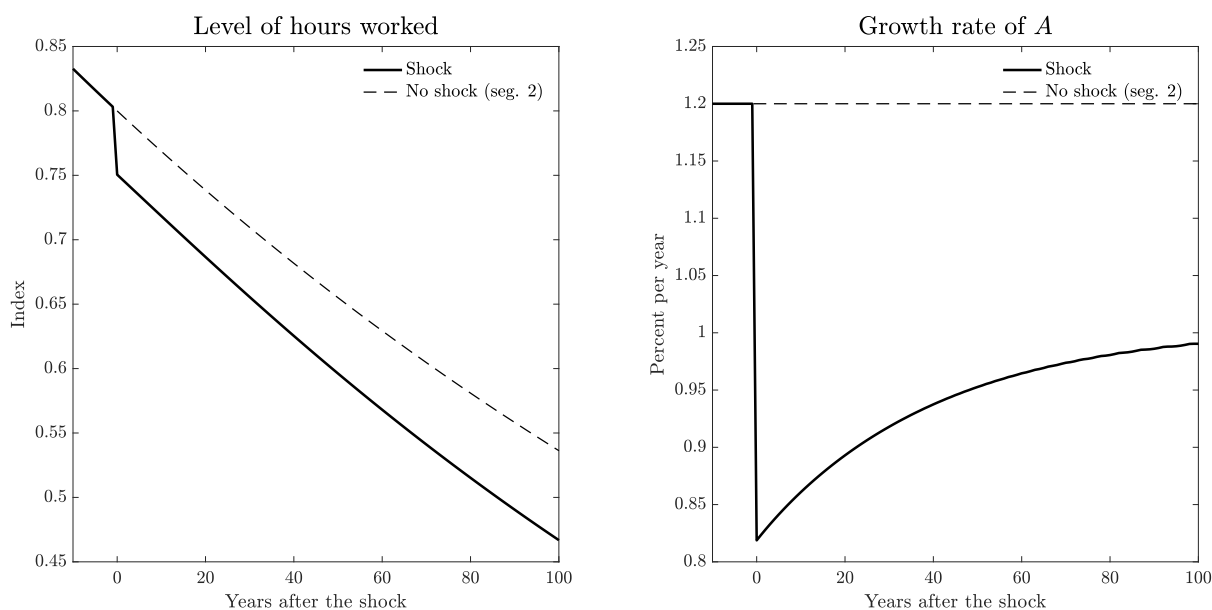 Level of hours worked
0.85
0.8
0.75
0.7
0.65
0.6
0.55
0.5
0.45
Index
0 20 40 60 80 100
Years after the shock
Shock
No shock (seg. 2)
Growth rate of A
1.25
1.2
1.15
1.1
1.05
1
0.95
0.9
0.85
0.8
Percent per year
0 20 40 60 80 100
Years after the shock
Shock
No shock (seg. 2)